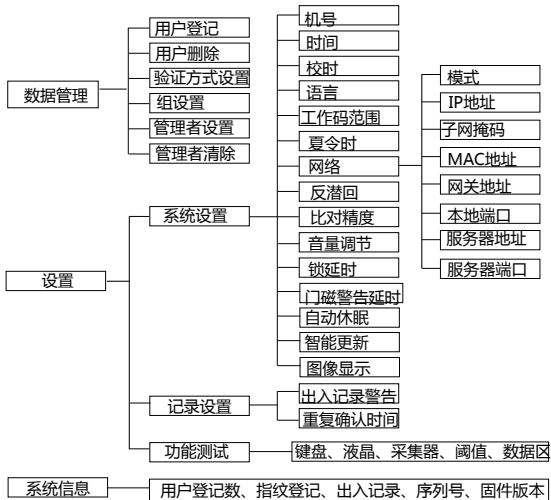 数据管理
用户登记
用户删除
验证方式设置
组设置
管理者设置
管理者清除
设置
系统设置
机号
时间
校时
语言
工作码范围
夏令时
网络
模式
IP地址
子网掩码
MAC地址
网关地址
本地端口
服务器地址
服务器端口
反潜回
比对精度
音量调节
锁延时
门磁警告延时
自动休眠
智能更新
图像显示
记录设置
出入记录警告
重复确认时间
功能测试
键盘、液晶、采集器、阈值、数据区
系统信息
用户登记数、指纹登记、出入记录、序列号、固件版本